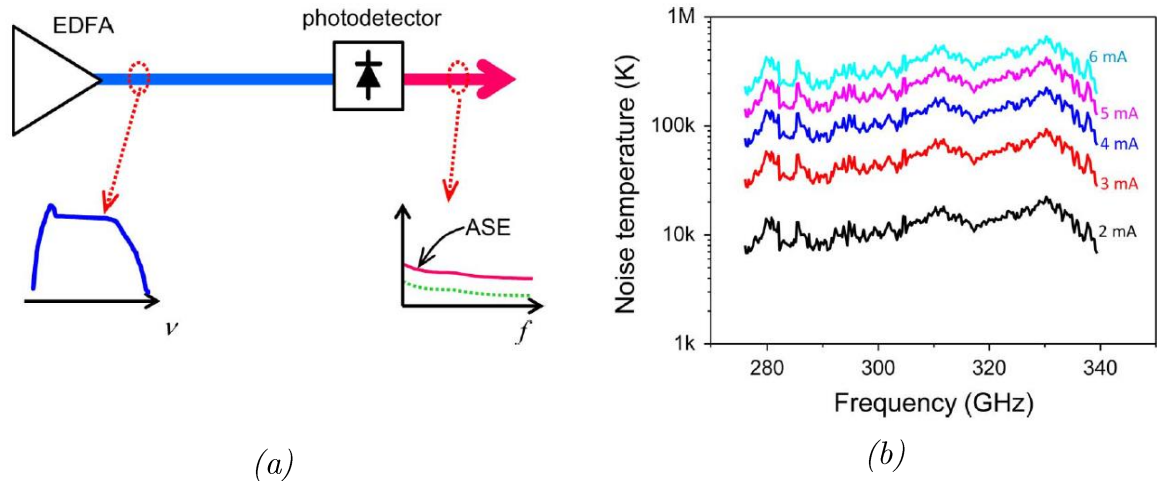 EDFA
photodetector
ν
ASE
f
(a)
Noise temperature (K)
1M
100k
10k
1k
6 mA
5 mA
4 mA
3 mA
2 mA
280
300
320
340
Frequency (GHz)
(b)